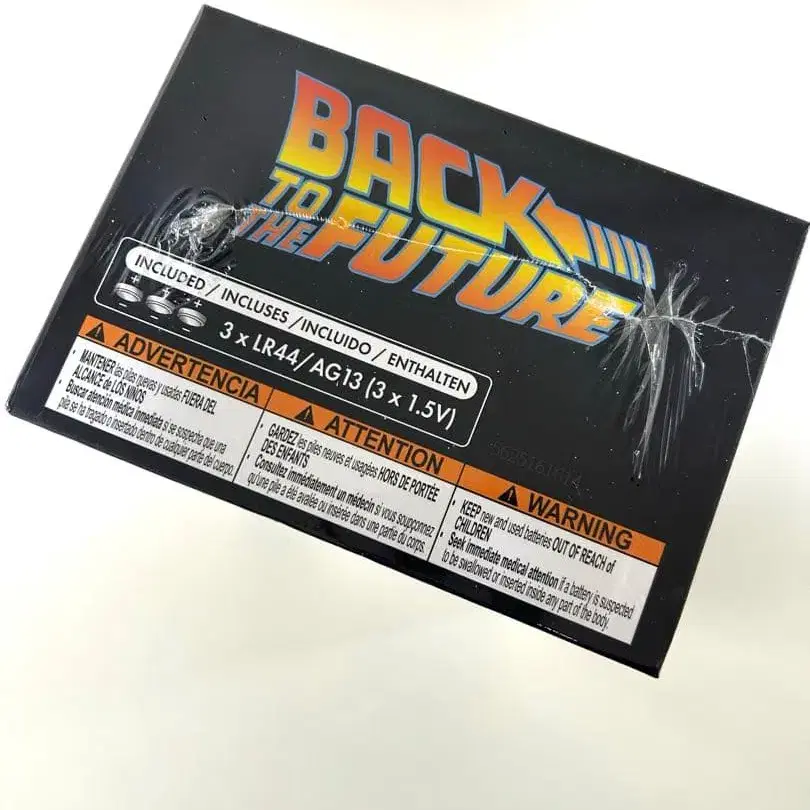 BACK
TO
THE FUTURE
INCLUDED / INCLUSES / INCLUIDO / ENTHALTEN
3 x LR44/AG13 (3 x 1.5V)
ADVERTENCIA
• MANTENER las pilas nuevas y usadas FUERA DEL
ALCANCE de LOS NIÑOS
• Buscar atención médica inmediata si se sospeche que una
pile se ha tragado o insertado dentro de cualquier parte del cuerpo.
ATTENTION
• GARDEZ les piles neuves et usagées HORS DE PORTÉE
DES ENFANTS
• Consultez immédiatement un médecin si vous soupçonnez
qu'une pile a été avalée ou insérée dans une partie du corps.
WARNING
• KEEP new and used batteries OUT OF REACH of
CHILDREN
• Seek immediate medical attention if a battery is suspected
to be swallowed or inserted inside any part of the body.